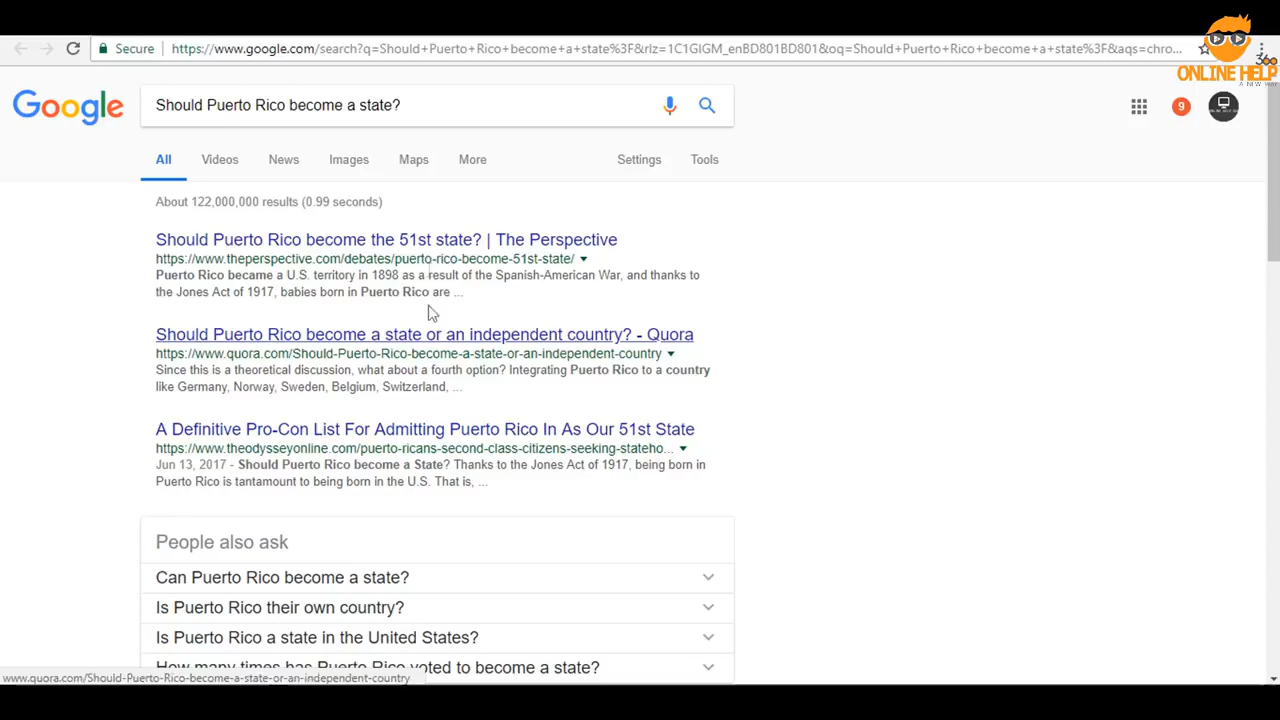 Secure https://www.google.com/search?q=Should+Puerto+Rico+become+a+state%3F&rlz=1C1GIGM_enBD801BD801&oq=Should+Puerto+Rico+become+a+state%3F&aqs=chro...
360
ONLINE HELP
A NEW WAY
Google
Should Puerto Rico become a state?
9
All Videos News Images Maps More Settings Tools
About 122,000,000 results (0.99 seconds)
Should Puerto Rico become the 51st state? | The Perspective
https://www.theperspective.com/debates/puerto-rico-become-51st-state/
Puerto Rico became a U.S. territory in 1898 as a result of the Spanish-American War, and thanks to
the Jones Act of 1917, babies born in Puerto Rico are ...
Should Puerto Rico become a state or an independent country? - Quora
https://www.quora.com/Should-Puerto-Rico-become-a-state-or-an-independent-country
Since this is a theoretical discussion, what about a fourth option? Integrating Puerto Rico to a country
like Germany, Norway, Sweden, Belgium, Switzerland, ...
A Definitive Pro-Con List For Admitting Puerto Rico In As Our 51st State
https://www.theodysseyonline.com/puerto-ricans-second-class-citizens-seeking-stateho...
Jun 13, 2017 - Should Puerto Rico become a State? Thanks to the Jones Act of 1917, being born in
Puerto Rico is tantamount to being born in the U.S. That is, ...
People also ask
Can Puerto Rico become a state?
Is Puerto Rico their own country?
Is Puerto Rico a state in the United States?
How many times has Puerto Rico voted to become a state?
www.quora.com/Should-Puerto-Rico-become-a-state-or-an-independent-country